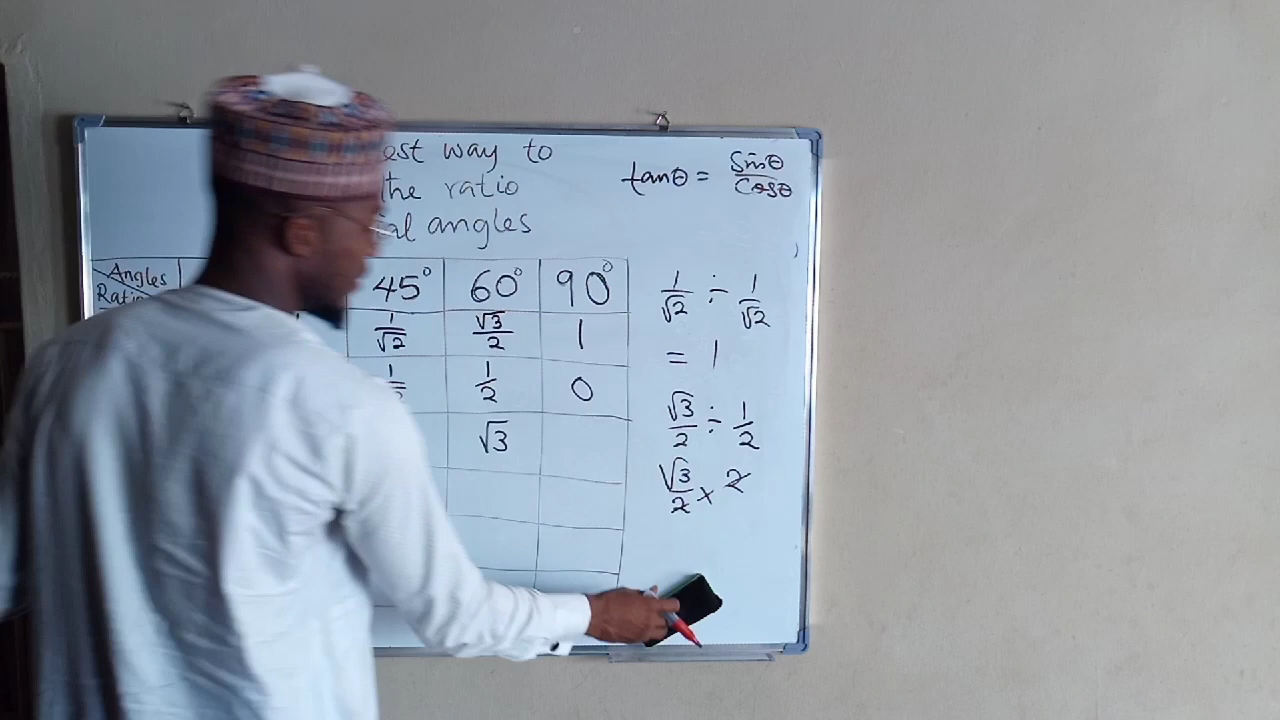 est way to
the ratio
al angles
tanθ = sinθ/cosθ
Angles 45° 60° 90°
Ratio 1/√2 √3/2 1
1/2 0
√3
1/√2 ÷ 1/√2
= 1
√3/2 ÷ 1/2
√3/2 × 2